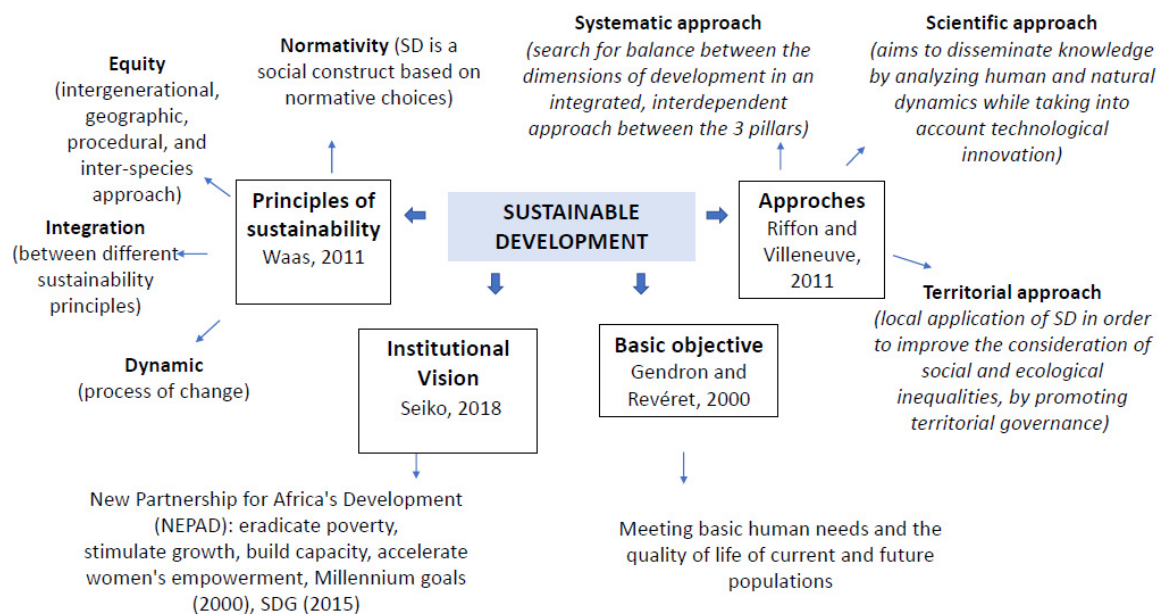 Systematic approach
(search for balance between the
dimensions of development in an
integrated, interdependent
approach between the 3 pillars)
Scientific approach
(aims to disseminate knowledge
by analyzing human and natural
dynamics while taking into
account technological
innovation)
Normativity (SD is a
social construct based on
normative choices)
Equity
(intergenerational,
geographic,
procedural, and
inter-species
approach)
Integration
(between different
sustainability
principles)
Dynamic
(process of change)
Principles of
sustainability
Waas, 2011
SUSTAINABLE
DEVELOPMENT
Approches
Riffon and
Villeneuve,
2011
Territorial approach
(local application of SD in order
to improve the consideration of
social and ecological
inequalities, by promoting
territorial governance)
Institutional
Vision
Seiko, 2018
Basic objective
Gendron and
Revéret, 2000
New Partnership for Africa's Development
(NEPAD): eradicate poverty,
stimulate growth, build capacity, accelerate
women's empowerment, Millennium goals
(2000), SDG (2015)
Meeting basic human needs and the
quality of life of current and future
populations